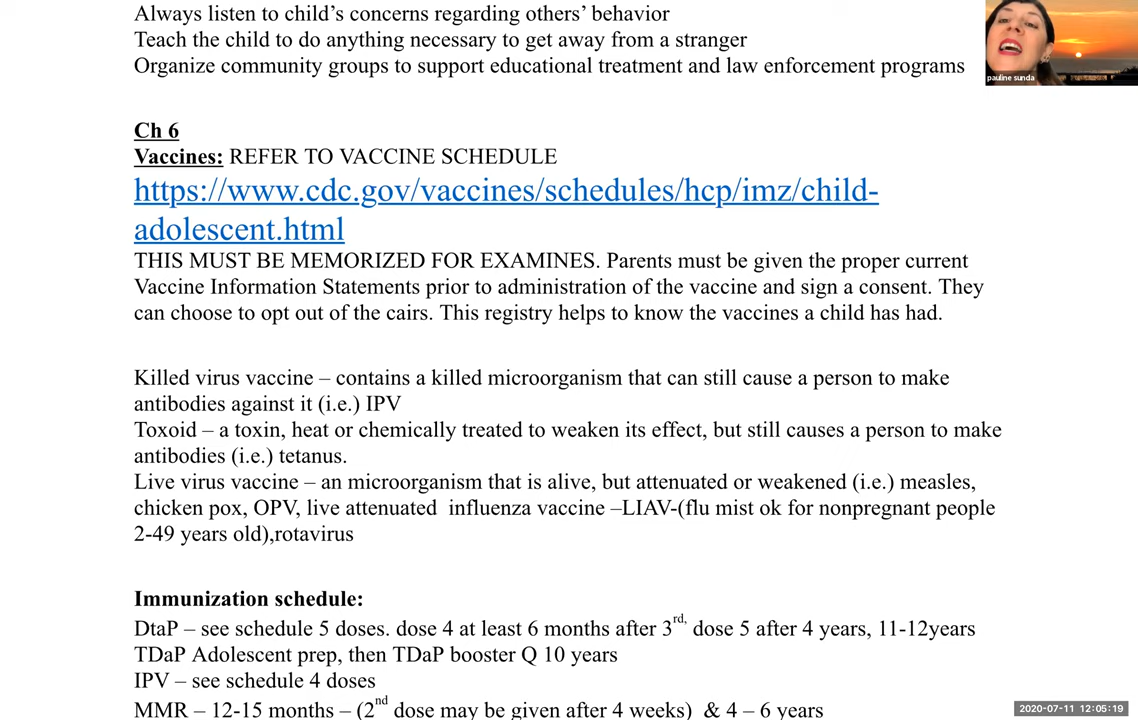 Always listen to child’s concerns regarding others’ behavior
Teach the child to do anything necessary to get away from a stranger
Organize community groups to support educational treatment and law enforcement programs
pauline sunda
Ch 6
Vaccines: REFER TO VACCINE SCHEDULE
https://www.cdc.gov/vaccines/schedules/hcp/imz/child-
adolescent.html
THIS MUST BE MEMORIZED FOR EXAMINES. Parents must be given the proper current
Vaccine Information Statements prior to administration of the vaccine and sign a consent. They
can choose to opt out of the cairs. This registry helps to know the vaccines a child has had.
Killed virus vaccine – contains a killed microorganism that can still cause a person to make
antibodies against it (i.e.) IPV
Toxoid – a toxin, heat or chemically treated to weaken its effect, but still causes a person to make
antibodies (i.e.) tetanus.
Live virus vaccine – an microorganism that is alive, but attenuated or weakened (i.e.) measles,
chicken pox, OPV, live attenuated influenza vaccine –LIAV-(flu mist ok for nonpregnant people
2-49 years old),rotavirus
Immunization schedule:
DtaP – see schedule 5 doses. dose 4 at least 6 months after 3rd, dose 5 after 4 years, 11-12years
TDaP Adolescent prep, then TDaP booster Q 10 years
IPV – see schedule 4 doses
MMR – 12-15 months – (2nd dose may be given after 4 weeks) & 4 – 6 years
2020-07-11 12:05:19